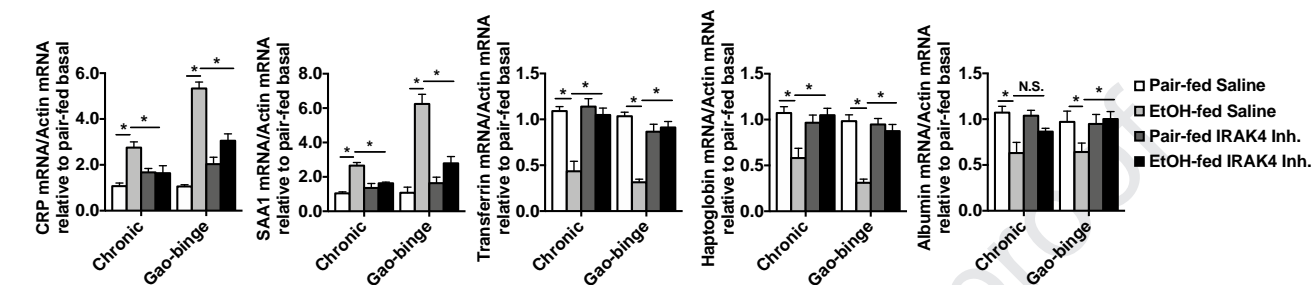 CRP mRNA/Actin mRNA
relative to pair-fed basal
6.0
4.0
2.0
0.0
* * * *
Chronic
Gao-binge
SAA1 mRNA/Actin mRNA
relative to pair-fed basal
8.0
6.0
4.0
2.0
0.0
* * * *
Chronic
Gao-binge
Transferrin mRNA/Actin mRNA
relative to pair-fed basal
1.5
1.0
0.5
0.0
* * * *
Chronic
Gao-binge
Haptoglobin mRNA/Actin mRNA
relative to pair-fed basal
1.5
1.0
0.5
0.0
* * * *
Chronic
Gao-binge
Albumin mRNA/Actin mRNA
relative to pair-fed basal
1.5
1.0
0.5
0.0
* N.S. * *
Chronic
Gao-binge
Pair-fed Saline
EtOH-fed Saline
Pair-fed IRAK4 Inh.
EtOH-fed IRAK4 Inh.